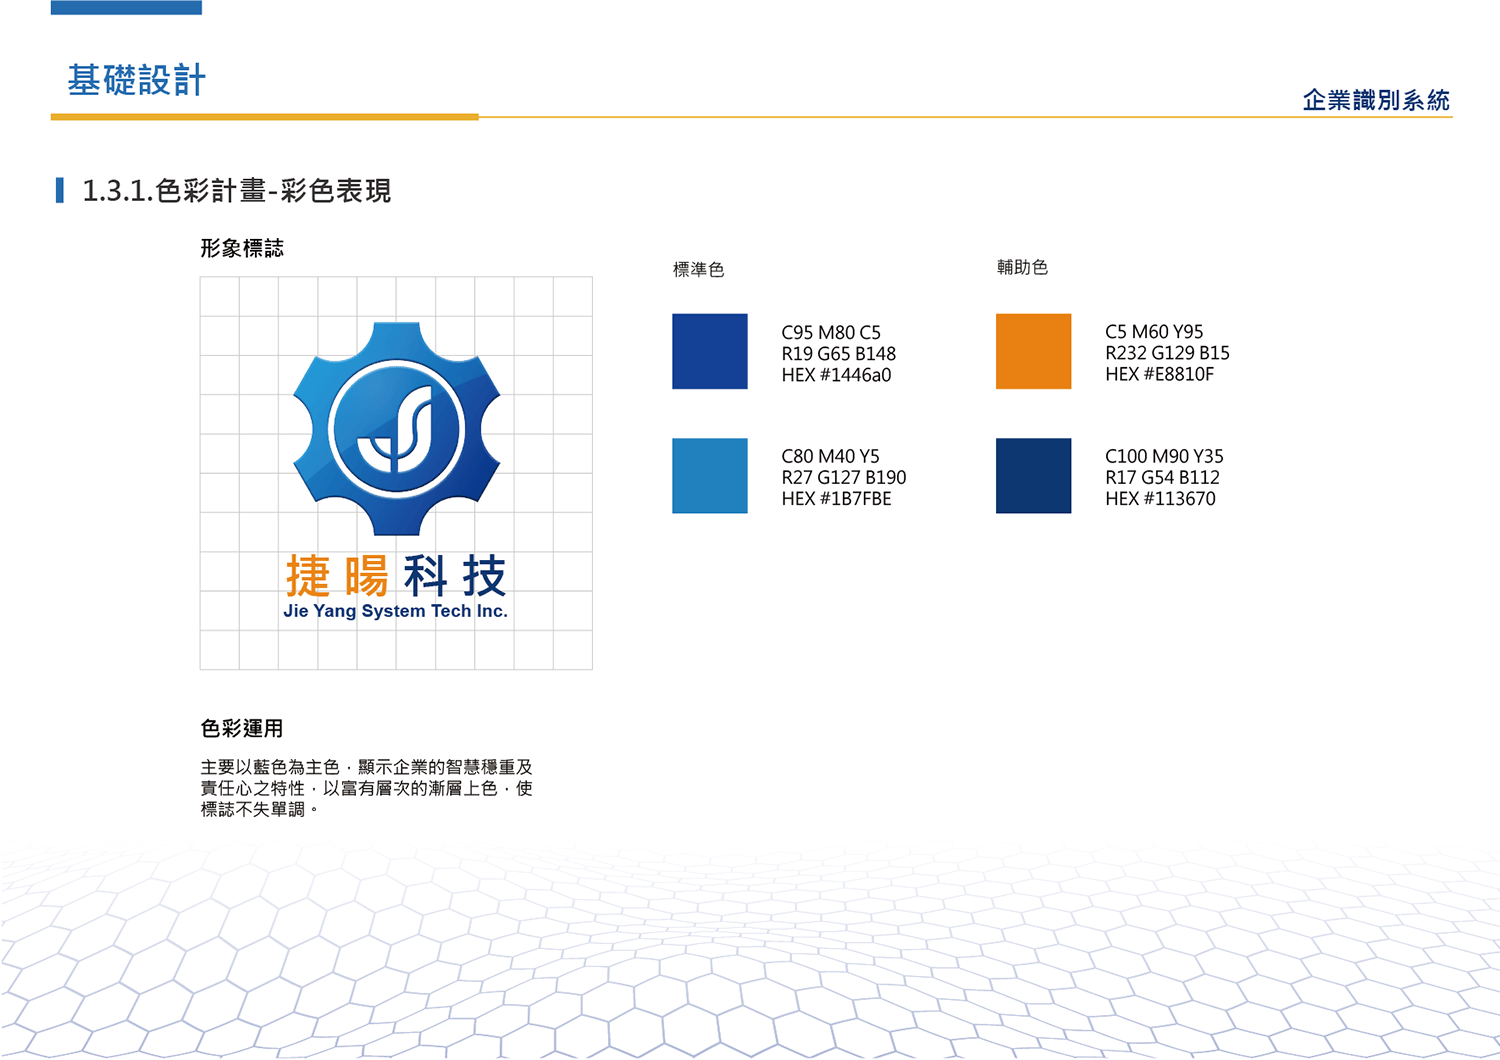 基礎設計
企業識別系統
1.3.1.色彩計畫-彩色表現
形象標誌
捷暘科技
Jie Yang System Tech Inc.
標準色
C95 M80 C5
R19 G65 B148
HEX #1446a0
C80 M40 Y5
R27 G127 B190
HEX #1B7FBE
輔助色
C5 M60 Y95
R232 G129 B15
HEX #E8810F
C100 M90 Y35
R17 G54 B112
HEX #113670
色彩運用
主要以藍色為主色，顯示企業的智慧穩重及
責任心之特性，以富有層次的漸層上色，使
標誌不失單調。